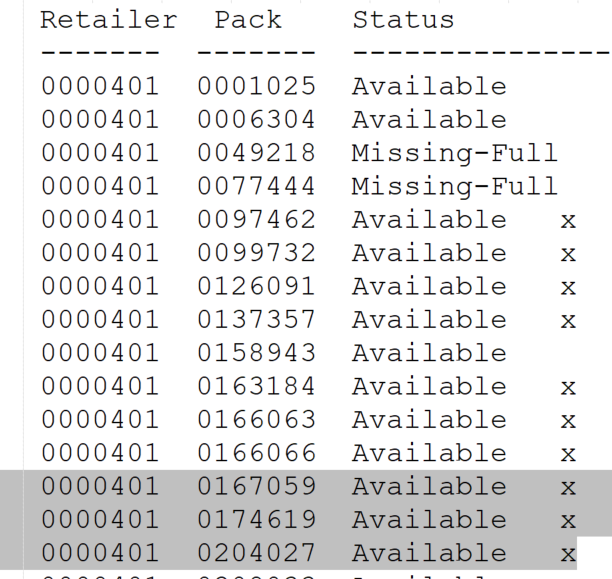 Retailer  Pack     Status
-------  -------  ---------------
0000401  0001025  Available
0000401  0006304  Available
0000401  0049218  Missing-Full
0000401  0077444  Missing-Full
0000401  0097462  Available   x
0000401  0099732  Available   x
0000401  0126091  Available   x
0000401  0137357  Available   x
0000401  0158943  Available
0000401  0163184  Available   x
0000401  0166063  Available   x
0000401  0166066  Available   x
0000401  0167059  Available   x
0000401  0174619  Available   x
0000401  0204027  Available   x